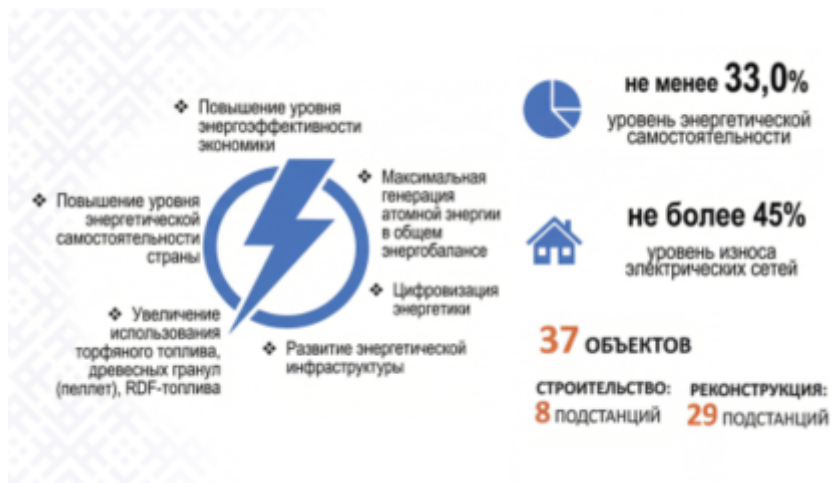 ❖ Повышение уровня
энергоэффективности
экономики
❖ Максимальная
генерация
атомной энергии
в общем
энергобалансе
❖ Цифровизация
энергетики
❖ Развитие энергетической
инфраструктуры
❖ Увеличение
использования
торфяного топлива,
древесных гранул
(пеллет), RDF-топлива
❖ Повышение уровня
энергетической
самостоятельности
страны
не менее 33,0%
уровень энергетической
самостоятельности
не более 45%
уровень износа
электрических сетей
37 ОБЪЕКТОВ
СТРОИТЕЛЬСТВО:
8 ПОДСТАНЦИЙ
РЕКОНСТРУКЦИЯ:
29 ПОДСТАНЦИЙ